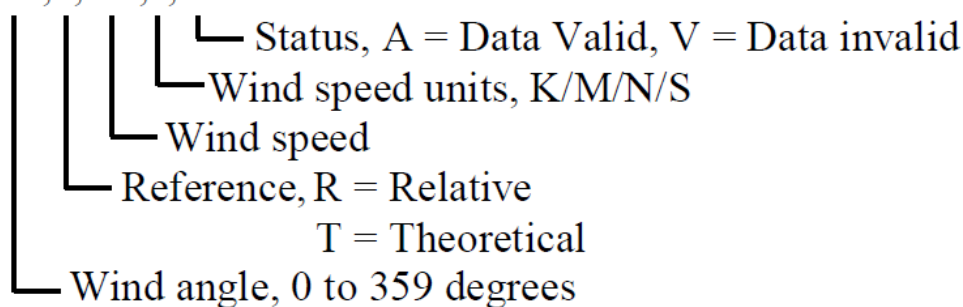 Status, A = Data Valid, V = Data invalid
Wind speed units, K/M/N/S
Wind speed
Reference, R = Relative
T = Theoretical
Wind angle, 0 to 359 degrees